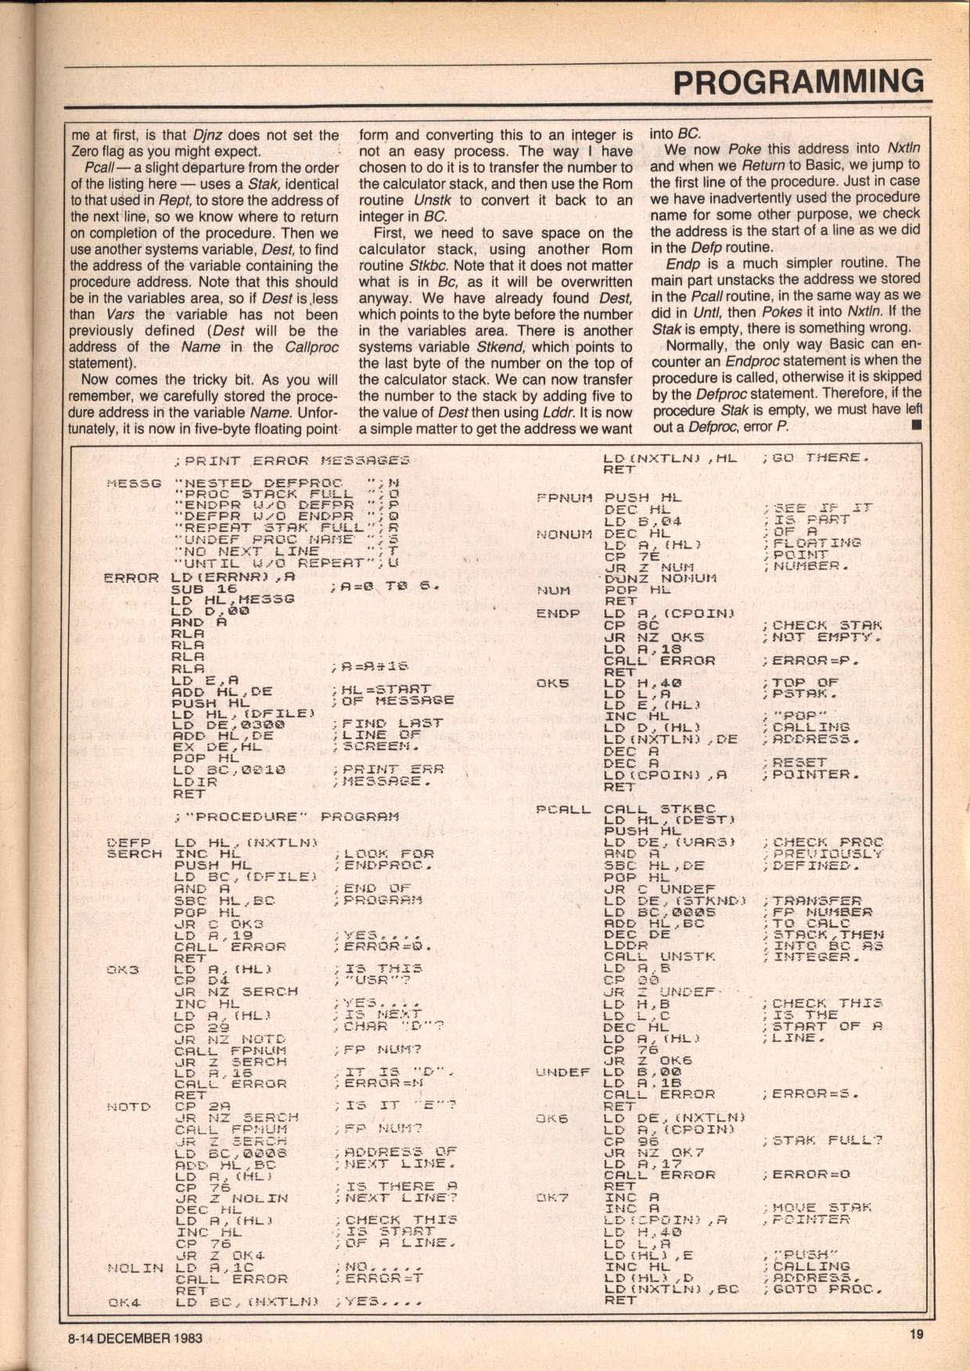 PROGRAMMING
me at first, is that Djnz does not set the
Zero flag as you might expect.
Pcall — a slight departure from the order
of the listing here — uses a Stak, identical
to that used in Rept, to store the address of
the next line, so we know where to return
on completion of the procedure. Then we
use another systems variable, Dest, to find
the address of the variable containing the
procedure address. Note that this should
be in the variables area, so if Dest is less
than Vars the variable has not been
previously defined (Dest will be the
address of the Name in the Callproc
statement).
Now comes the tricky bit. As you will
remember, we carefully stored the proce-
dure address in the variable Name. Unfor-
tunately, it is now in five-byte floating point
form and converting this to an integer is
not an easy process. The way I have
chosen to do it is to transfer the number to
the calculator stack, and then use the Rom
routine Unstk to convert it back to an
integer in BC.
First, we need to save space on the
calculator stack, using another Rom
routine Stkbc. Note that it does not matter
what is in Bc, as it will be overwritten
anyway. We have already found Dest,
which points to the byte before the number
in the variables area. There is another
systems variable Stkend, which points to
the last byte of the number on the top of
the calculator stack. We can now transfer
the number to the stack by adding five to
the value of Dest then using Lddr. It is now
a simple matter to get the address we want
into BC.
We now Poke this address into Nxtln
and when we Return to Basic, we jump to
the first line of the procedure. Just in case
we have inadvertently used the procedure
name for some other purpose, we check
the address is the start of a line as we did
in the Defp routine.
Endp is a much simpler routine. The
main part unstacks the address we stored
in the Pcall routine, in the same way as we
did in Untl, then Pokes it into Nxtln. If the
Stak is empty, there is something wrong.
Normally, the only way Basic can en-
counter an Endproc statement is when the
procedure is called, otherwise it is skipped
by the Defproc statement. Therefore, if the
procedure Stak is empty, we must have left
out a Defproc, error P.
;PRINT ERROR MESSAGES
MESSG "NESTED DEFPROC ";N
"PROC STACK FULL ";O
"ENDPR W/O DEFPR ";P
"DEFPR W/O ENDPR ";Q
"REPEAT STAK FULL";R
"UNDEF PROC NAME ";S
"NO NEXT LINE ";T
"UNTIL W/O REPEAT";U
ERROR LD(ERRNR),A
SUB 16 ;A=0 TO 6.
LD HL,MESSG
LD D,00
AND A
RLA
RLA
RLA
RLA ;A=A*16
LD E,A
ADD HL,DE ;HL=START
PUSH HL ;OF MESSAGE
LD HL,(DFILE)
LD DE,0300 ;FIND LAST
ADD HL,DE ;LINE OF
EX DE,HL ;SCREEN.
POP HL
LD BC,0010 ;PRINT ERR
LDIR ;MESSAGE.
RET
;"PROCEDURE" PROGRAM
DEFP LD HL,(NXTLN)
SERCH INC HL ;LOOK FOR
PUSH HL ;ENDPROC.
LD BC,(DFILE)
AND A ;END OF
SBC HL,BC ;PROGRAM
POP HL
JR C OK3
LD A,19 ;YES....
CALL ERROR ;ERROR=Q.
RET
OK3 LD A,(HL) ;IS THIS
CP D4 ;"USR"?
JR NZ SERCH
INC HL ;YES....
LD A,(HL) ;IS NEXT
CP 29 ;CHAR "D"?
JR NZ NOTD
CALL FPNUM ;FP NUM?
JR Z SERCH
LD A,16 ;IT IS "D".
CALL ERROR ;ERROR=N
RET
NOTD CP 2A ;IS IT "E"?
JR NZ SERCH
CALL FPNUM ;FP NUM?
JR Z SERCH
LD BC,0008 ;ADDRESS OF
ADD HL,BC ;NEXT LINE.
LD A,(HL)
CP 76 ;IS THERE A
JR Z NOLIN ;NEXT LINE?
DEC HL
LD A,(HL) ;CHECK THIS
INC HL ;IS START
CP 76 ;OF A LINE.
JR Z OK4
NOLIN LD A,1C ;NO.....
CALL ERROR ;ERROR=T
RET
OK4 LD BC,(NXTLN) ;YES....
LD(NXTLN),HL ;GO THERE.
RET
FPNUM PUSH HL
DEC HL ;SEE IF IT
LD B,04 ;IS PART
NONUM DEC HL ;OF A
LD A,(HL) ;FLOATING
CP 7E ;POINT
JR Z NUM ;NUMBER.
DJNZ NONUM
NUM POP HL
RET
ENDP LD A,(CPOIN)
CP 8C ;CHECK STAK
JR NZ OK5 ;NOT EMPTY.
LD A,18
CALL ERROR ;ERROR=P.
RET
OK5 LD H,40 ;TOP OF
LD L,A ;PSTAK.
LD E,(HL)
INC HL ;"POP"
LD D,(HL) ;CALLING
LD(NXTLN),DE ;ADDRESS.
DEC A
DEC A ;RESET
LD(CPOIN),A ;POINTER.
RET
PCALL CALL STKBC
LD HL,(DEST)
PUSH HL
LD DE,(VARS) ;CHECK PROC
AND A ;PREVIOUSLY
SBC HL,DE ;DEFINED.
POP HL
JR C UNDEF
LD DE,(STKND) ;TRANSFER
LD BC,0005 ;FP NUMBER
ADD HL,BC ;TO CALC
DEC DE ;STACK,THEN
LDDR ;INTO BC AS
CALL UNSTK ;INTEGER.
LD A,B
CP 00
JR Z UNDEF
LD H,B ;CHECK THIS
LD L,C ;IS THE
DEC HL ;START OF A
LD A,(HL) ;LINE.
CP 76
JR Z OK6
UNDEF LD B,00
LD A,1B
CALL ERROR ;ERROR=S.
RET
OK6 LD DE,(NXTLN)
LD A,(CPOIN)
CP 96 ;STAK FULL?
JR NZ OK7
LD A,17
CALL ERROR ;ERROR=O
RET
OK7 INC A
INC A ;MOVE STAK
LD(CPOIN),A ;POINTER
LD H,40
LD L,A
LD(HL),E ;"PUSH"
INC HL ;CALLING
LD(HL),D ;ADDRESS.
LD(NXTLN),BC ;GOTO PROC.
RET
8-14 DECEMBER 1983
19